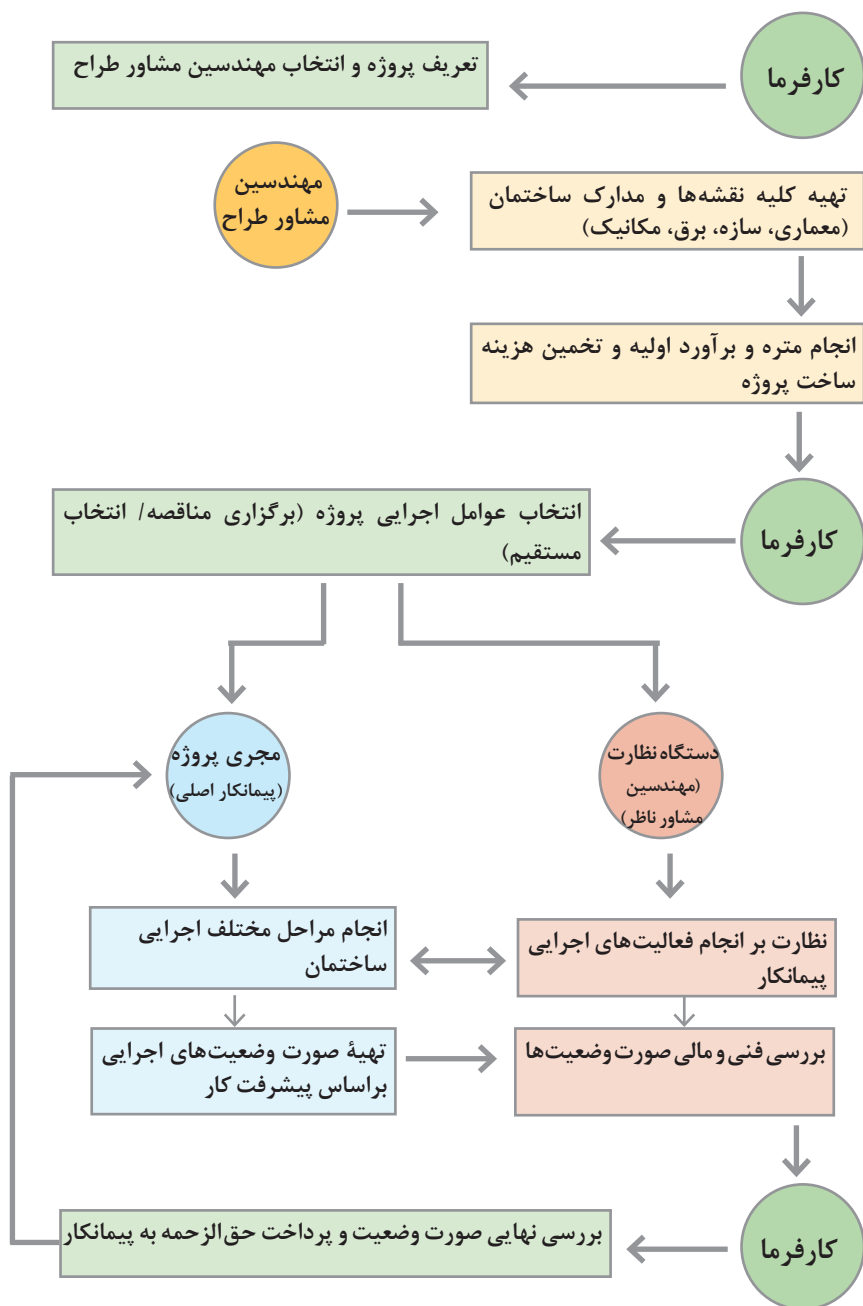 کارفرما
تعریف پروژه و انتخاب مهندسین مشاور طراح
مهندسین
مشاور طراح
تهیه کلیه نقشه‌ها و مدارک ساختمان
(معماری، سازه، برق، مکانیک)
انجام متره و برآورد اولیه و تخمین هزینه
ساخت پروژه
کارفرما
انتخاب عوامل اجرایی پروژه (برگزاری مناقصه/ انتخاب
مستقیم)
دستگاه نظارت
(مهندسین
مشاور ناظر)
مجری پروژه
(پیمانکار اصلی)
نظارت بر انجام فعالیت‌های اجرایی
پیمانکار
انجام مراحل مختلف اجرایی
ساختمان
بررسی فنی و مالی صورت وضعیت‌ها
تهیهٔ صورت وضعیت‌های اجرایی
براساس پیشرفت کار
کارفرما
بررسی نهایی صورت وضعیت و پرداخت حق‌الزحمه به پیمانکار